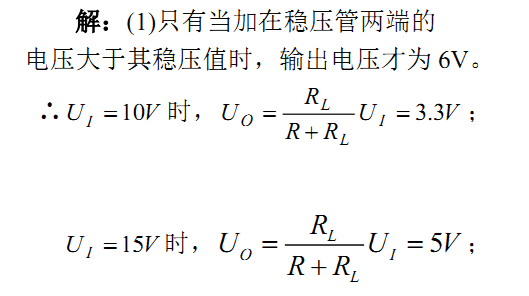 解：(1)只有当加在稳压管两端的
电压大于其稳压值时，输出电压才为 6V。
∴ U_I =10V 时， U_O = \frac{R_L}{R + R_L} U_I = 3.3V ；
U_I =15V 时， U_O = \frac{R_L}{R + R_L} U_I = 5V ；